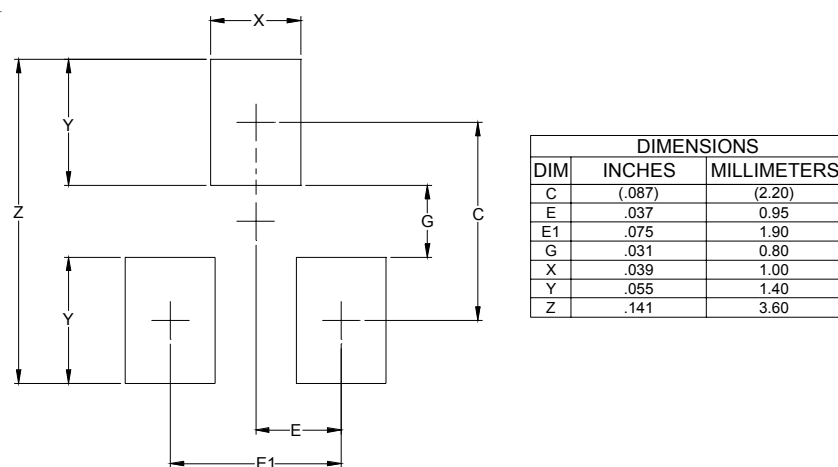 X
Y
Z
G
C
Y
E
E1
DIMENSIONS
DIM INCHES MILLIMETERS
C (.087) (2.20)
E .037 0.95
E1 .075 1.90
G .031 0.80
X .039 1.00
Y .055 1.40
Z .141 3.60